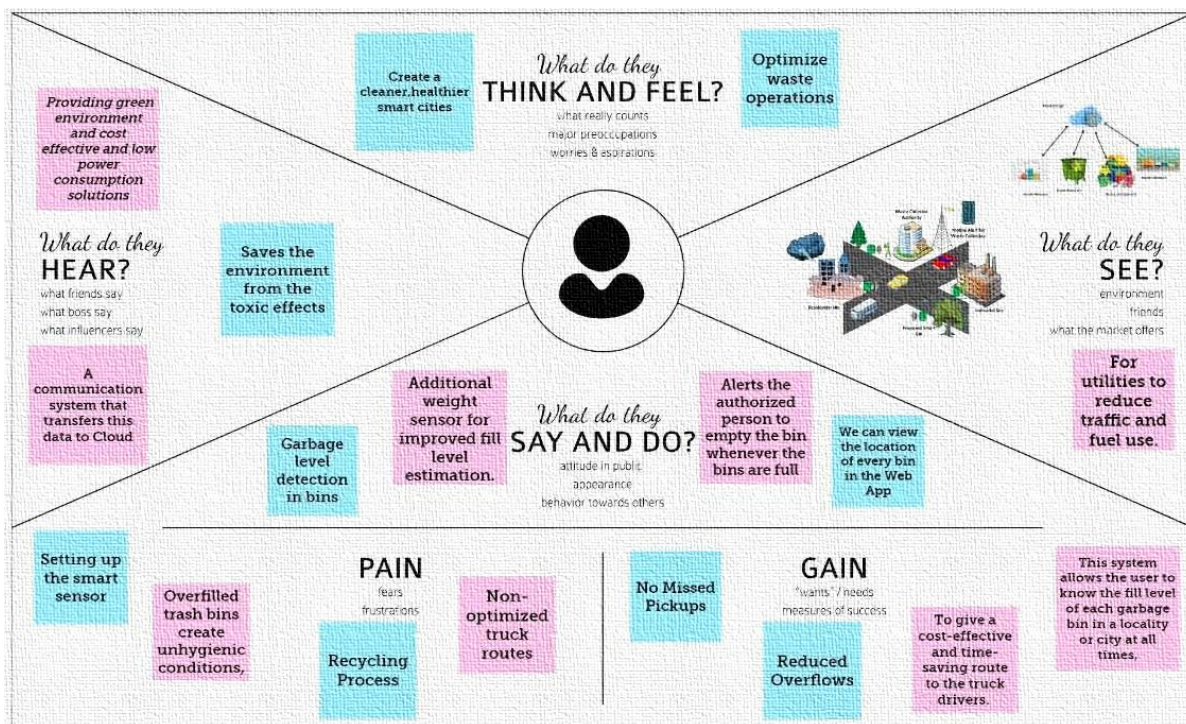 What do they
THINK AND FEEL?
what really counts
major preoccupations
worries & aspirations
Create a
cleaner,healthier
smart cities
Optimize
waste
operations
Providing green
environment
and cost
effective and low
power
consumption
solutions
What do they
HEAR?
what friends say
what boss say
what influencers say
Saves the
environment
from the
toxic effects
A
communication
system that
transfers this
data to Cloud
What do they
SEE?
environment
friends
what the market offers
Waste Collector
Authority
For
utilities to
reduce
traffic and
fuel use.
What do they
SAY AND DO?
attitude in public
appearance
behavior towards others
Garbage
level
detection
in bins
Additional
weight
sensor for
improved fill
level
estimation.
Alerts the
authorized
person to
empty the bin
whenever the
bins are full
We can view
the location
of every bin
in the Web
App
PAIN
fears
frustrations
Setting up
the smart
sensor
Overfilled
trash bins
create
unhygienic
conditions,
Recycling
Process
Non-
optimized
truck
routes
GAIN
"wants" / needs
measures of success
No Missed
Pickups
Reduced
Overflows
To give a
cost-effective
and time-
saving route
to the truck
drivers.
This system
allows the user to
know the fill level
of each garbage
bin in a locality
or city at all
times,